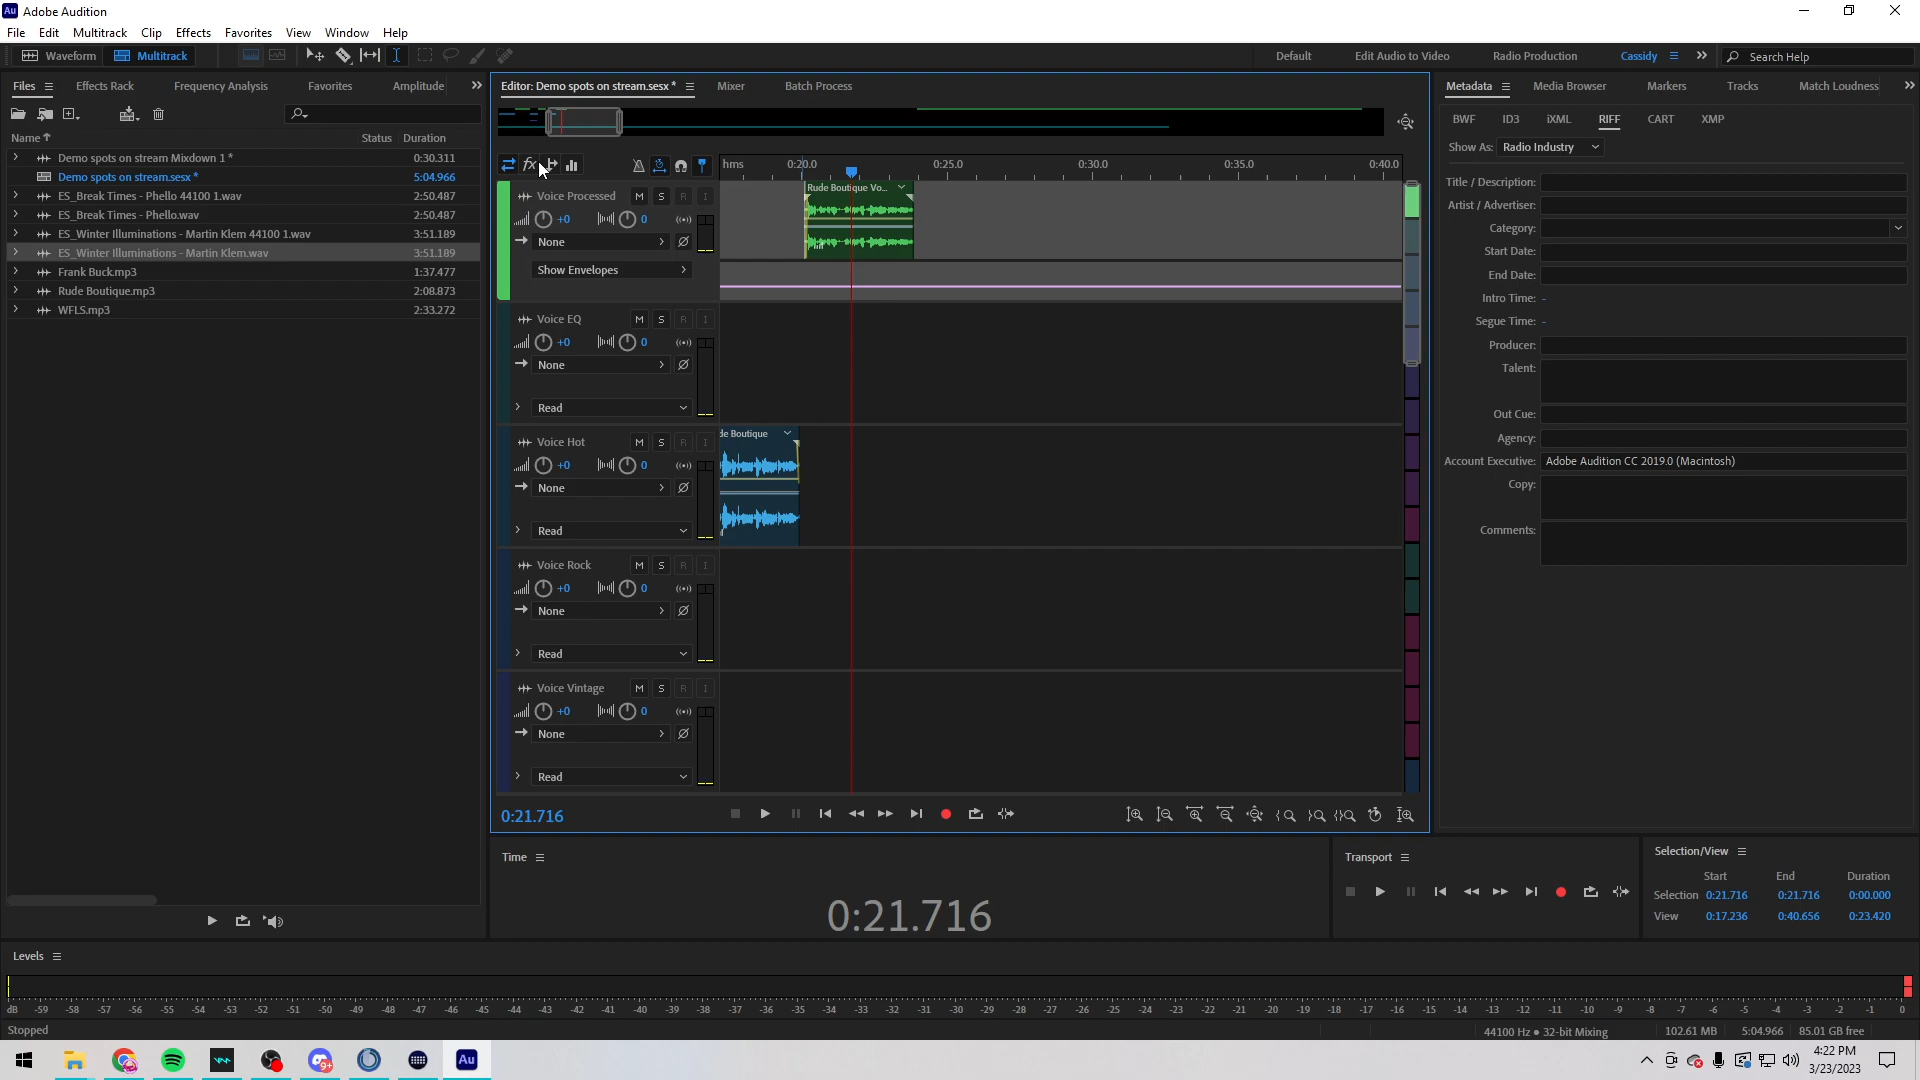 Au Adobe Audition
File Edit Multitrack Clip Effects Favorites View Window Help
Waveform Multitrack Default Edit Audio to Video Radio Production Cassidy Search Help
Files Effects Rack Frequency Analysis Favorites Amplitude
Name Status Duration
Demo spots on stream Mixdown 1 * 0:30.311
Demo spots on stream.sesx * 5:04.966
ES_Break Times - Phello 44100 1.wav 2:50.487
ES_Break Times - Phello.wav 2:50.487
ES_Winter Illuminations - Martin Klem 44100 1.wav 3:51.189
ES_Winter Illuminations - Martin Klem.wav 3:51.189
Frank Buck.mp3 1:37.477
Rude Boutique.mp3 2:08.873
WFLS.mp3 2:33.272
Editor: Demo spots on stream.sesx * Mixer Batch Process
fx hms 0:20.0 0:25.0 0:30.0 0:35.0 0:40.0
Voice Processed M S R I Rude Boutique Vo...
+0 0
None
Show Envelopes
Voice EQ M S R I
+0 0
None
Read
Voice Hot M S R I de Boutique
+0 0
None
Read
Voice Rock M S R I
+0 0
None
Read
Voice Vintage M S R I
+0 0
None
Read
0:21.716
Metadata Media Browser Markers Tracks Match Loudness
BWF ID3 iXML RIFF CART XMP
Show As: Radio Industry
Title / Description:
Artist / Advertiser:
Category:
Start Date:
End Date:
Intro Time: -
Segue Time: -
Producer:
Talent:
Out Cue:
Agency:
Account Executive: Adobe Audition CC 2019.0 (Macintosh)
Copy:
Comments:
Time
0:21.716
Transport
Selection/View
Start End Duration
Selection 0:21.716 0:21.716 0:00.000
View 0:17.236 0:40.656 0:23.420
Levels
dB -59 -58 -57 -56 -55 -54 -53 -52 -51 -50 -49 -48 -47 -46 -45 -44 -43 -42 -41 -40 -39 -38 -37 -36 -35 -34 -33 -32 -31 -30 -29 -28 -27 -26 -25 -24 -23 -22 -21 -20 -19 -18 -17 -16 -15 -14 -13 -12 -11 -10 -9 -8 -7 -6 -5 -4 -3 -2 -1 0
Stopped 44100 Hz ● 32-bit Mixing 102.61 MB 5:04.966 85.01 GB free
9+ Au 4:22 PM
3/23/2023